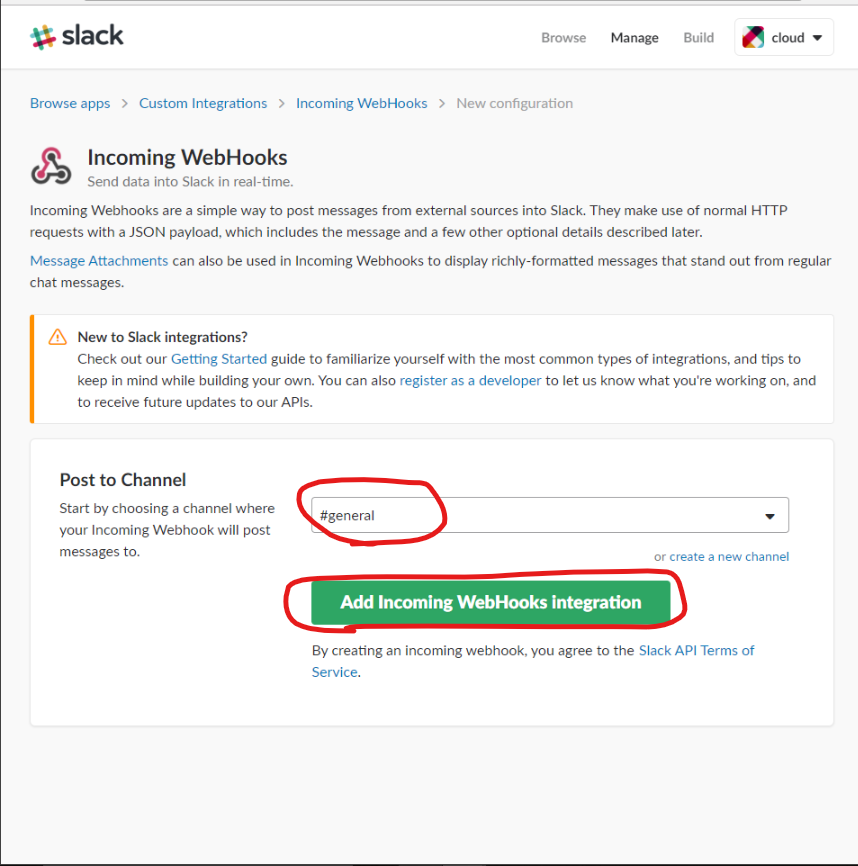 slack
Browse Manage Build cloud
Browse apps > Custom Integrations > Incoming WebHooks > New configuration
Incoming WebHooks
Send data into Slack in real-time.
Incoming Webhooks are a simple way to post messages from external sources into Slack. They make use of normal HTTP
requests with a JSON payload, which includes the message and a few other optional details described later.
Message Attachments can also be used in Incoming Webhooks to display richly-formatted messages that stand out from regular
chat messages.
New to Slack integrations?
Check out our Getting Started guide to familiarize yourself with the most common types of integrations, and tips to
keep in mind while building your own. You can also register as a developer to let us know what you're working on, and
to receive future updates to our APIs.
Post to Channel
Start by choosing a channel where
your Incoming Webhook will post
messages to.
#general
or create a new channel
Add Incoming WebHooks integration
By creating an incoming webhook, you agree to the Slack API Terms of
Service.